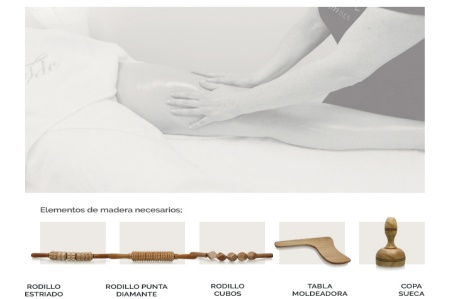 Elementos de madera necesarios;
RODILLO
ESTRIADO
RODILLO PUNTA
DIAMANTE
RODILLO
CUBOS
TABLA
MOLDEADORA
COPA
SUECA